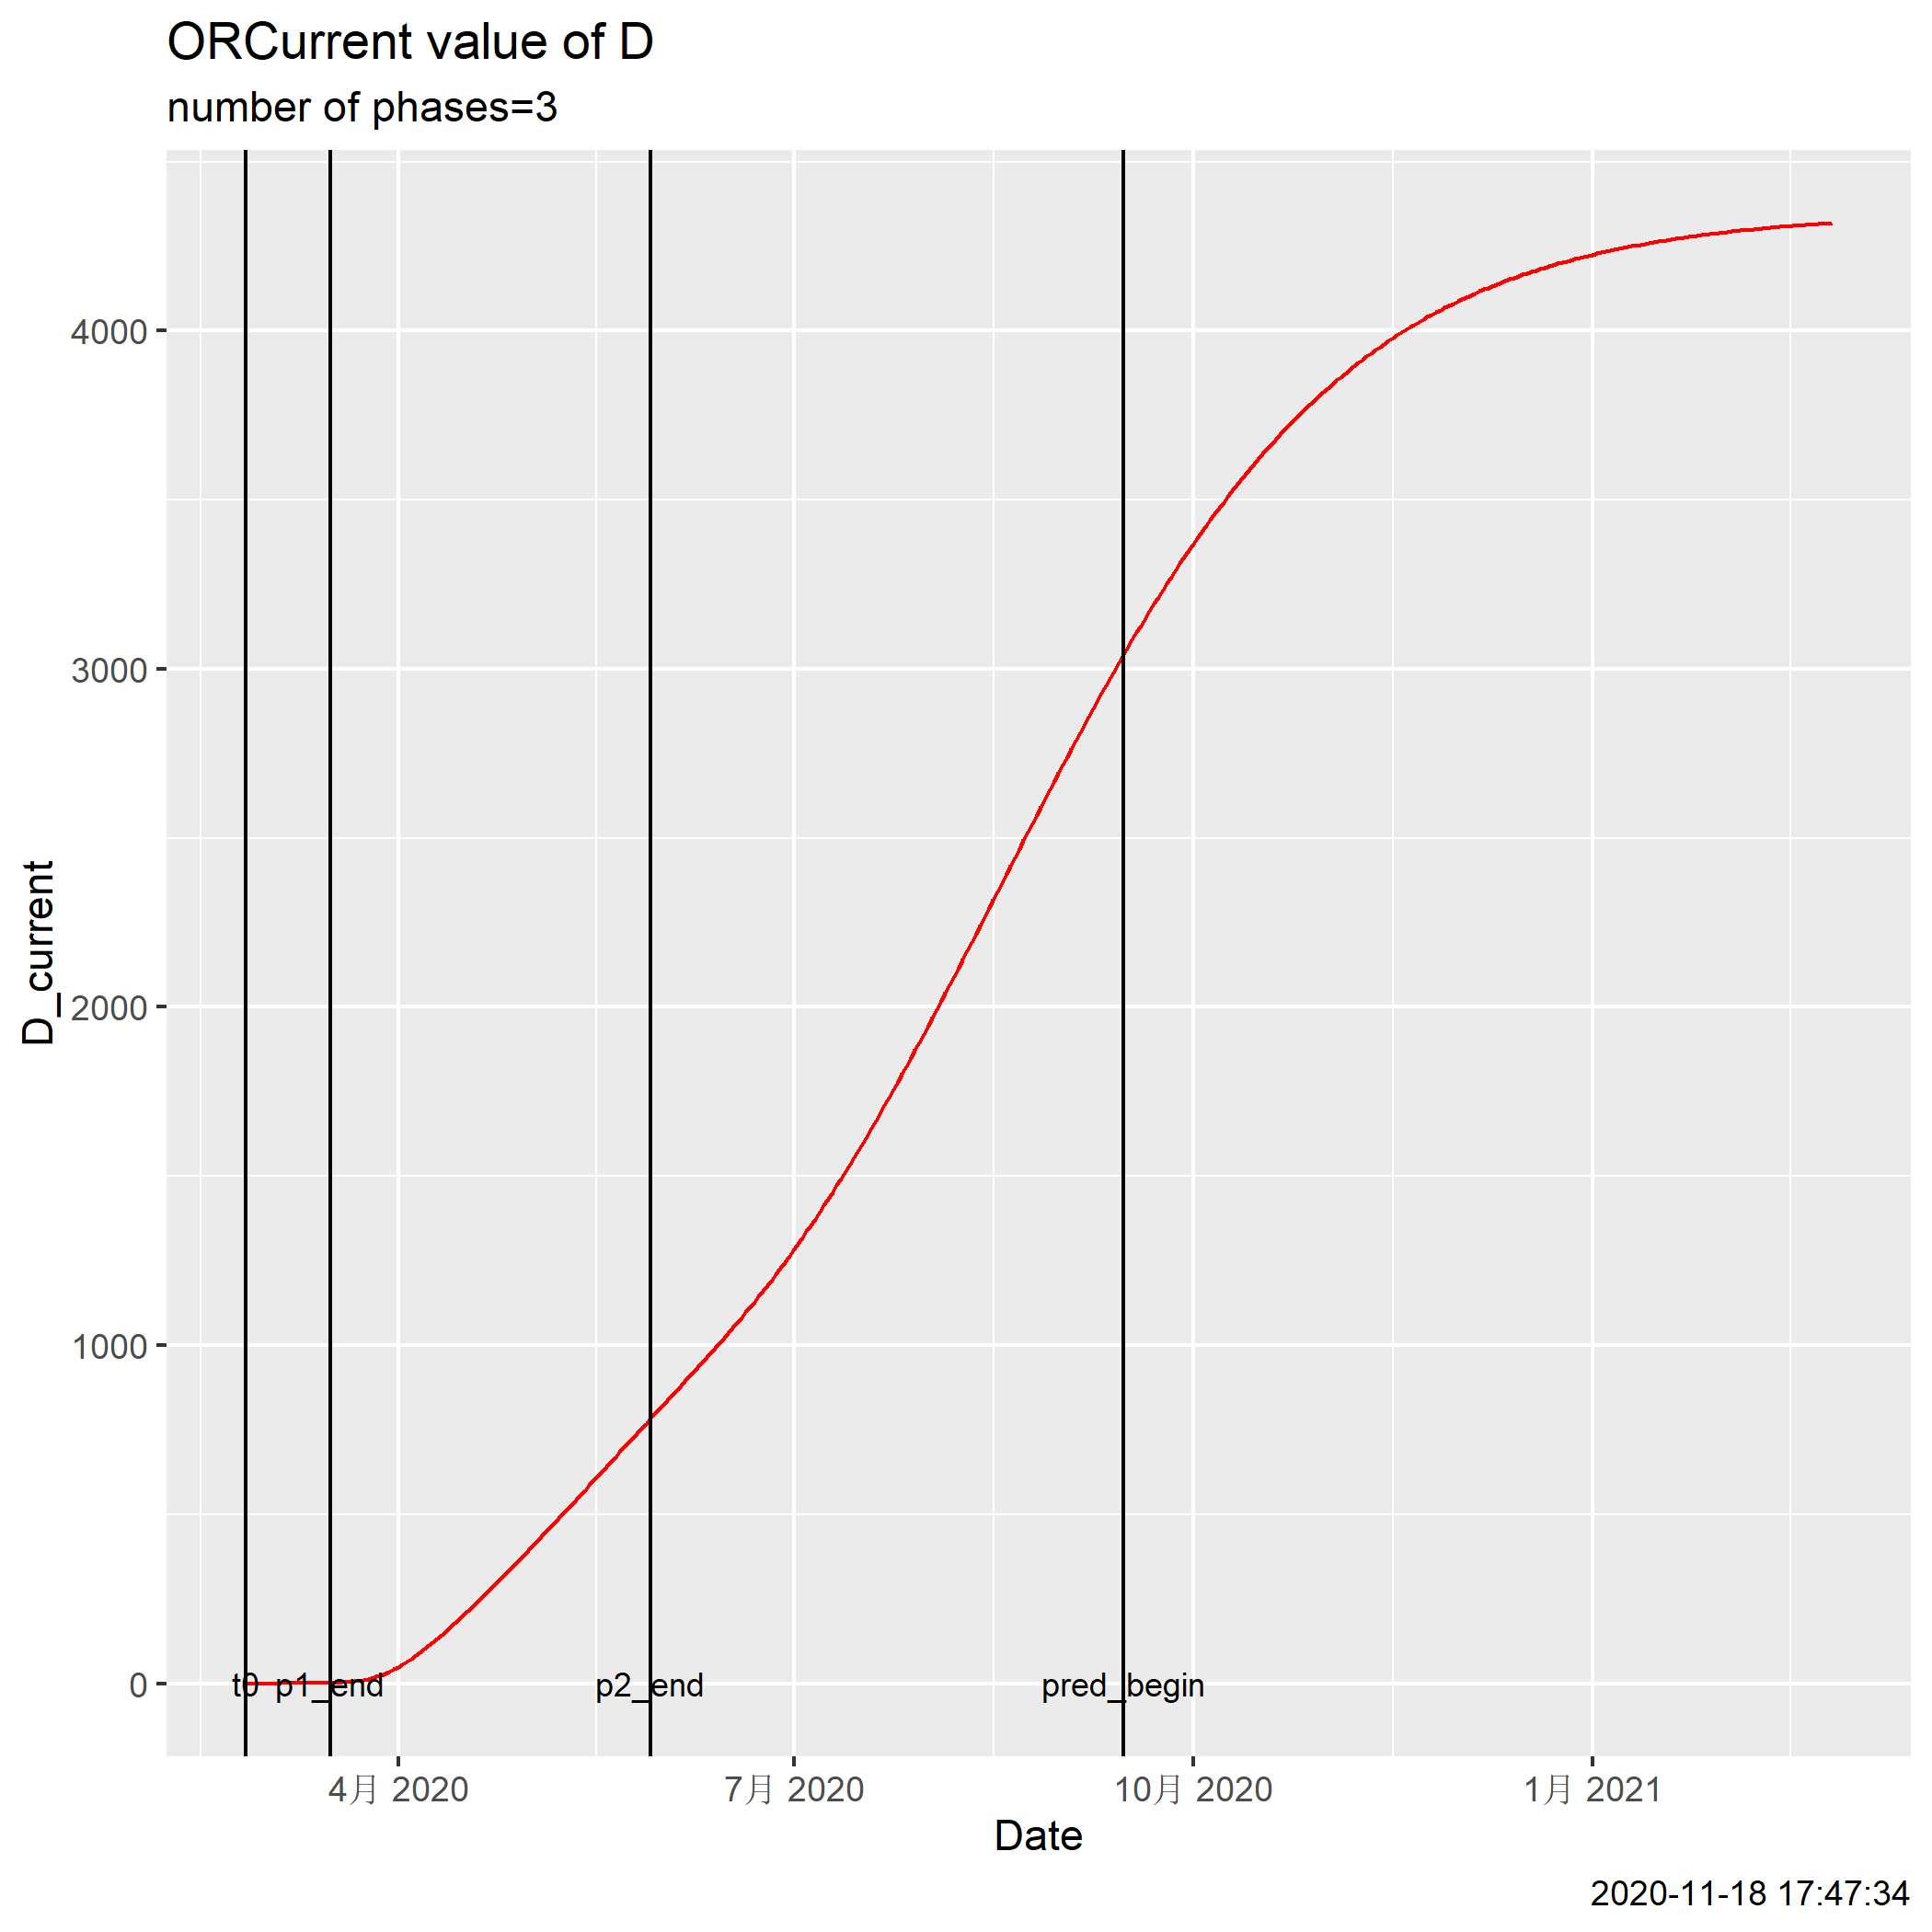 ORCurrent value of D
number of phases=3
D_current
4000
3000
2000
1000
0
t0 p1_end p2_end pred_begin
4月 2020 7月 2020 10月 2020 1月 2021
Date
2020-11-18 17:47:34